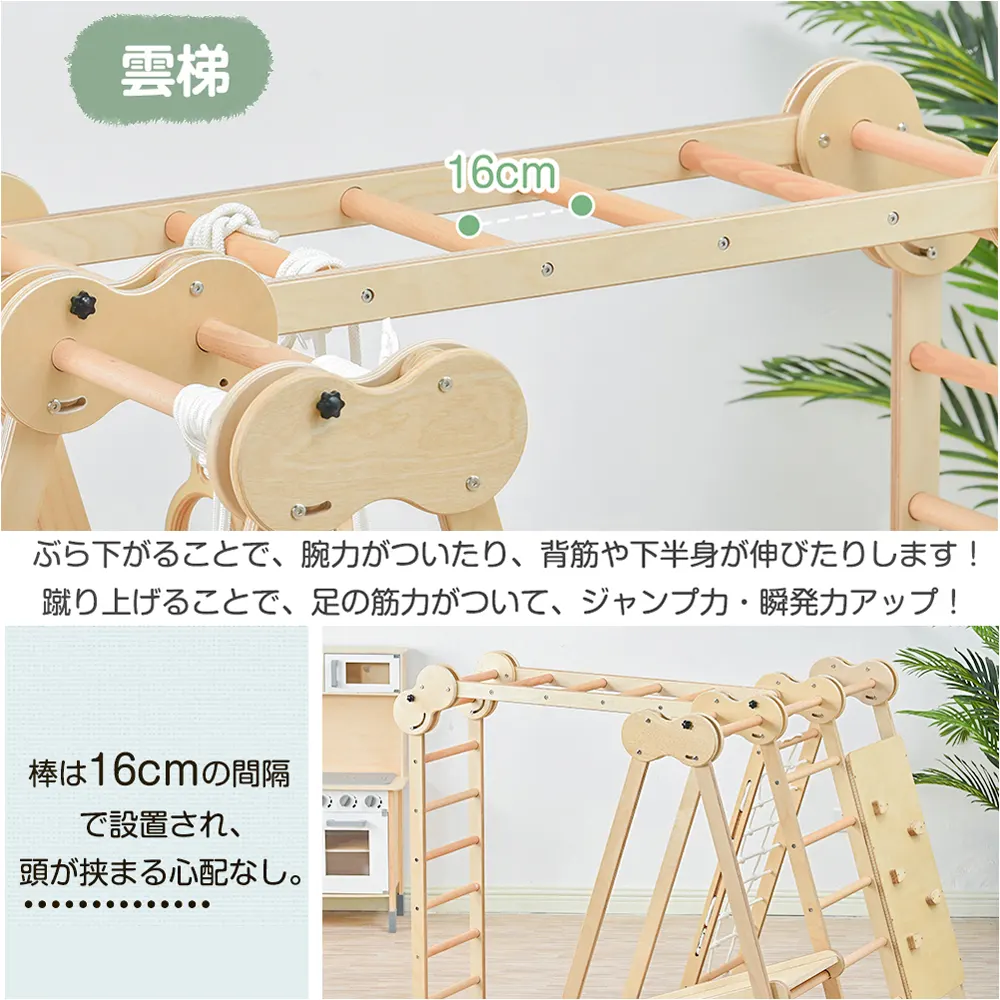 雲梯
16cm
ぶら下がることで、腕力がついたり、背筋や下半身が伸びたりします！
蹴り上げることで、足の筋力がついて、ジャンプ力・瞬発力アップ！
棒は16cmの間隔
で設置され、
頭が挟まる心配なし。